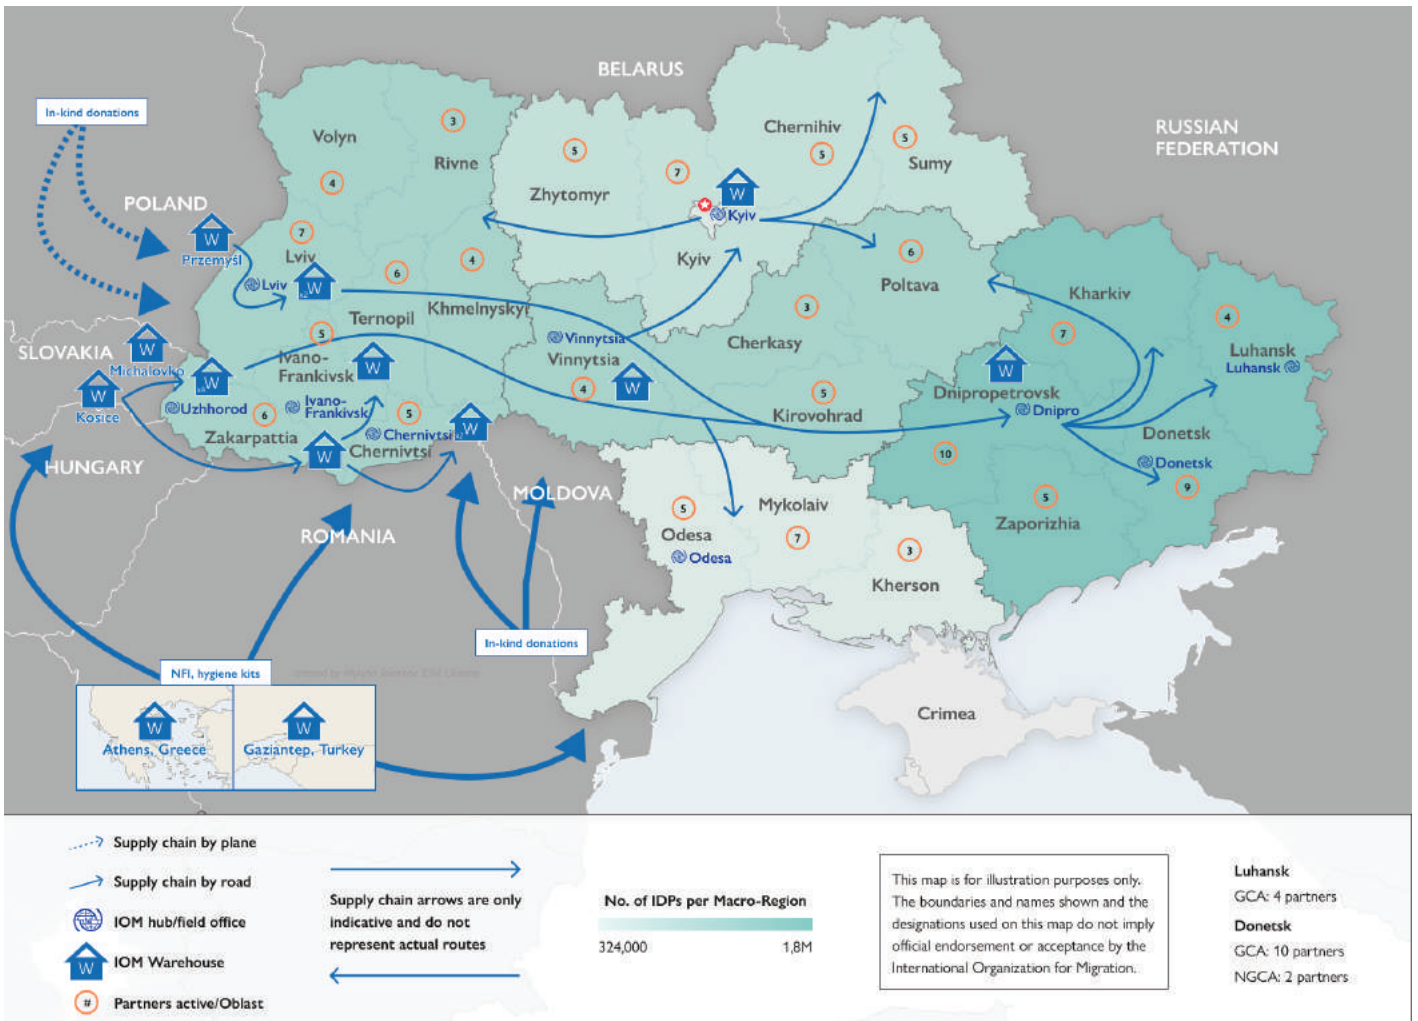 BELARUS
RUSSIAN
FEDERATION
In-kind donations
Volyn
3
Rivne
5
Zhytomyr
7
Chernihiv
5
5
Sumy
4
W
Kyiv
POLAND
W
Przemyśl
7
Lviv
Lviv
x2 W
6
4
Khmelnyskyi
Kyiv
6
Poltava
Kharkiv
7
4
Luhansk
Luhansk
Ternopil
3
Cherkasy
Vinnytsia
Vinnytsia
4
W
SLOVAKIA
W
Michalovko
5
Ivano-
Frankivsk
W
W
Kosice
W
Uzhhorod
Ivano-
Frankivsk
6
Zakarpattia
5
Chernivtsi
Chernivtsi
W
W
5
Kirovohrad
W
Dnipropetrovsk
Dnipro
Donetsk
Donetsk
9
10
5
Zaporizhia
HUNGARY
MOLDOVA
ROMANIA
5
Odesa
Odesa
Mykolaiv
7
3
Kherson
In-kind donations
NFI, hygiene kits
W
Athens, Greece
W
Gaziantep, Turkey
Crimea
Supply chain by plane
Supply chain by road
IOM hub/field office
W
IOM Warehouse
#
Partners active/Oblast
Supply chain arrows are only
indicative and do not
represent actual routes
No. of IDPs per Macro-Region
324,000 1,8M
This map is for illustration purposes only.
The boundaries and names shown and the
designations used on this map do not imply
official endorsement or acceptance by the
International Organization for Migration.
Luhansk
GCA: 4 partners
Donetsk
GCA: 10 partners
NGCA: 2 partners